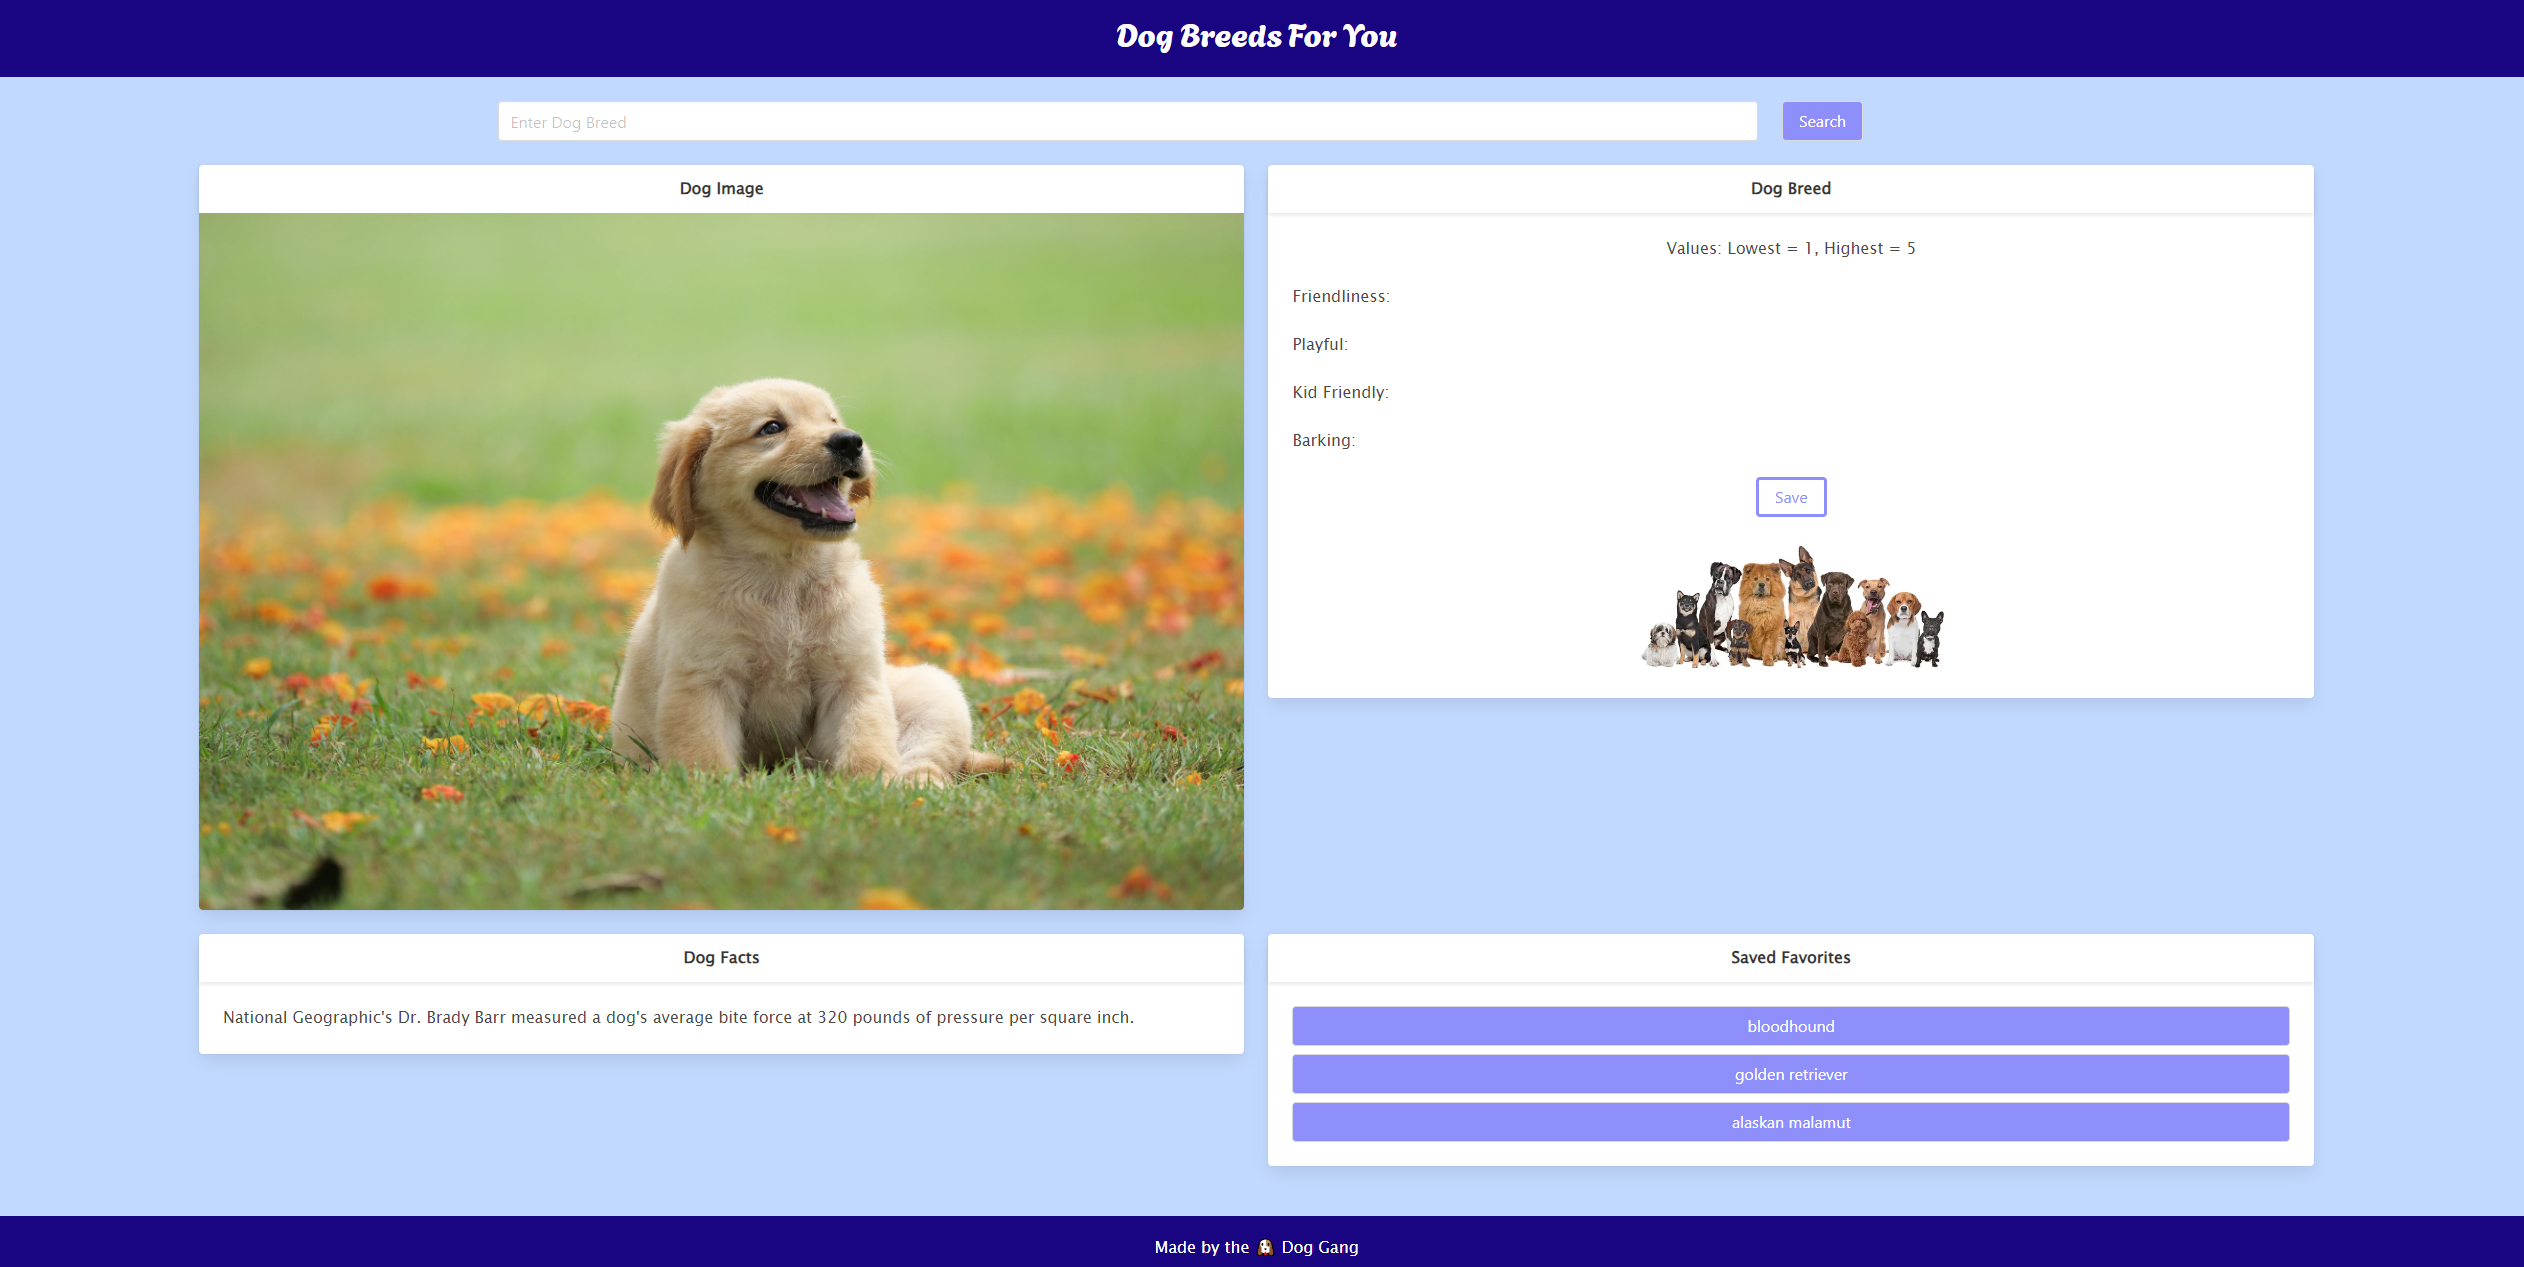 Dog Breeds For You
Enter Dog Breed
Search
Dog Image
Dog Breed
Values: Lowest = 1, Highest = 5
Friendliness:
Playful:
Kid Friendly:
Barking:
Save
Dog Facts
National Geographic's Dr. Brady Barr measured a dog's average bite force at 320 pounds of pressure per square inch.
Saved Favorites
bloodhound
golden retriever
alaskan malamut
Made by the 🐶 Dog Gang